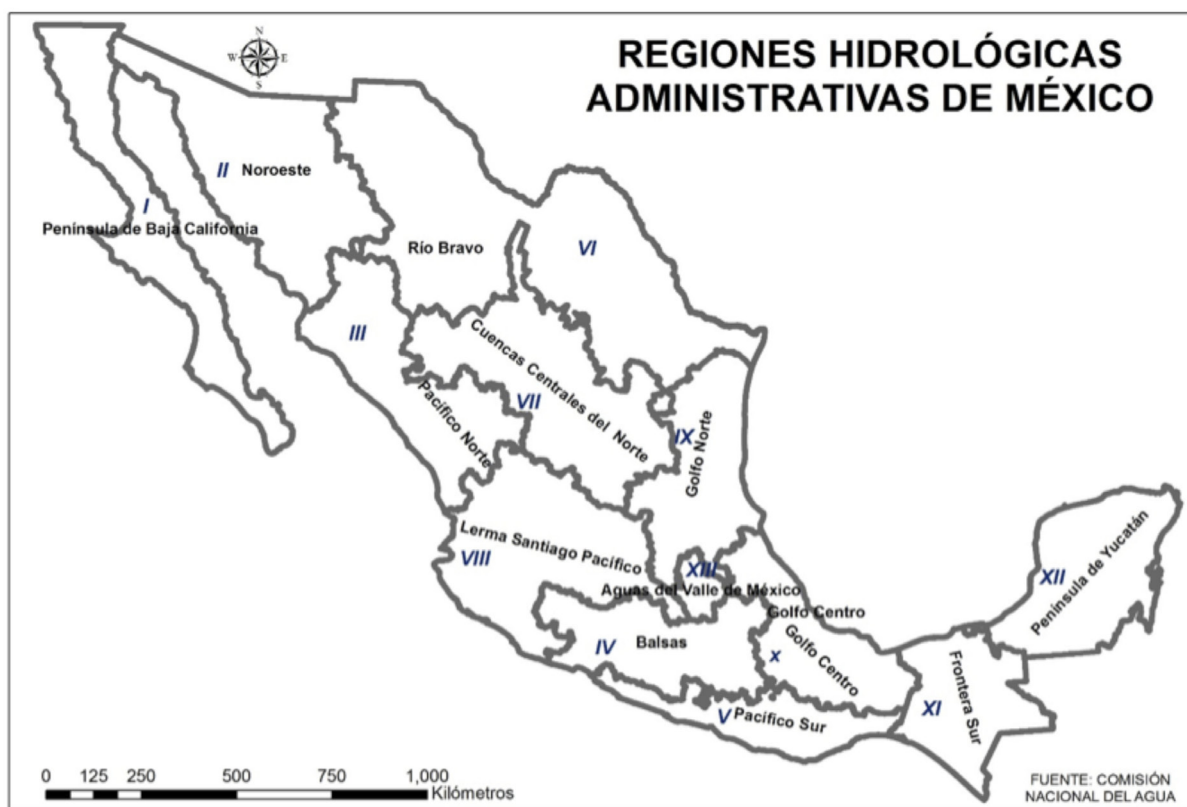 REGIONES HIDROLÓGICAS
ADMINISTRATIVAS DE MÉXICO
N
W
E
S
I
Península de Baja California
II
Noroeste
Río Bravo
VI
III
Pacífico Norte
Cuencas Centrales del Norte
VII
IX
Golfo Norte
Lerma Santiago Pacífico
VIII
XIII
Aguas del Valle de México
Golfo Centro
IV
Balsas
x
Golfo Centro
V
Pacífico Sur
XI
Frontera Sur
XII
Península de Yucatán
0 125 250 500 750 1,000
Kilómetros
FUENTE: COMISIÓN
NACIONAL DEL AGUA